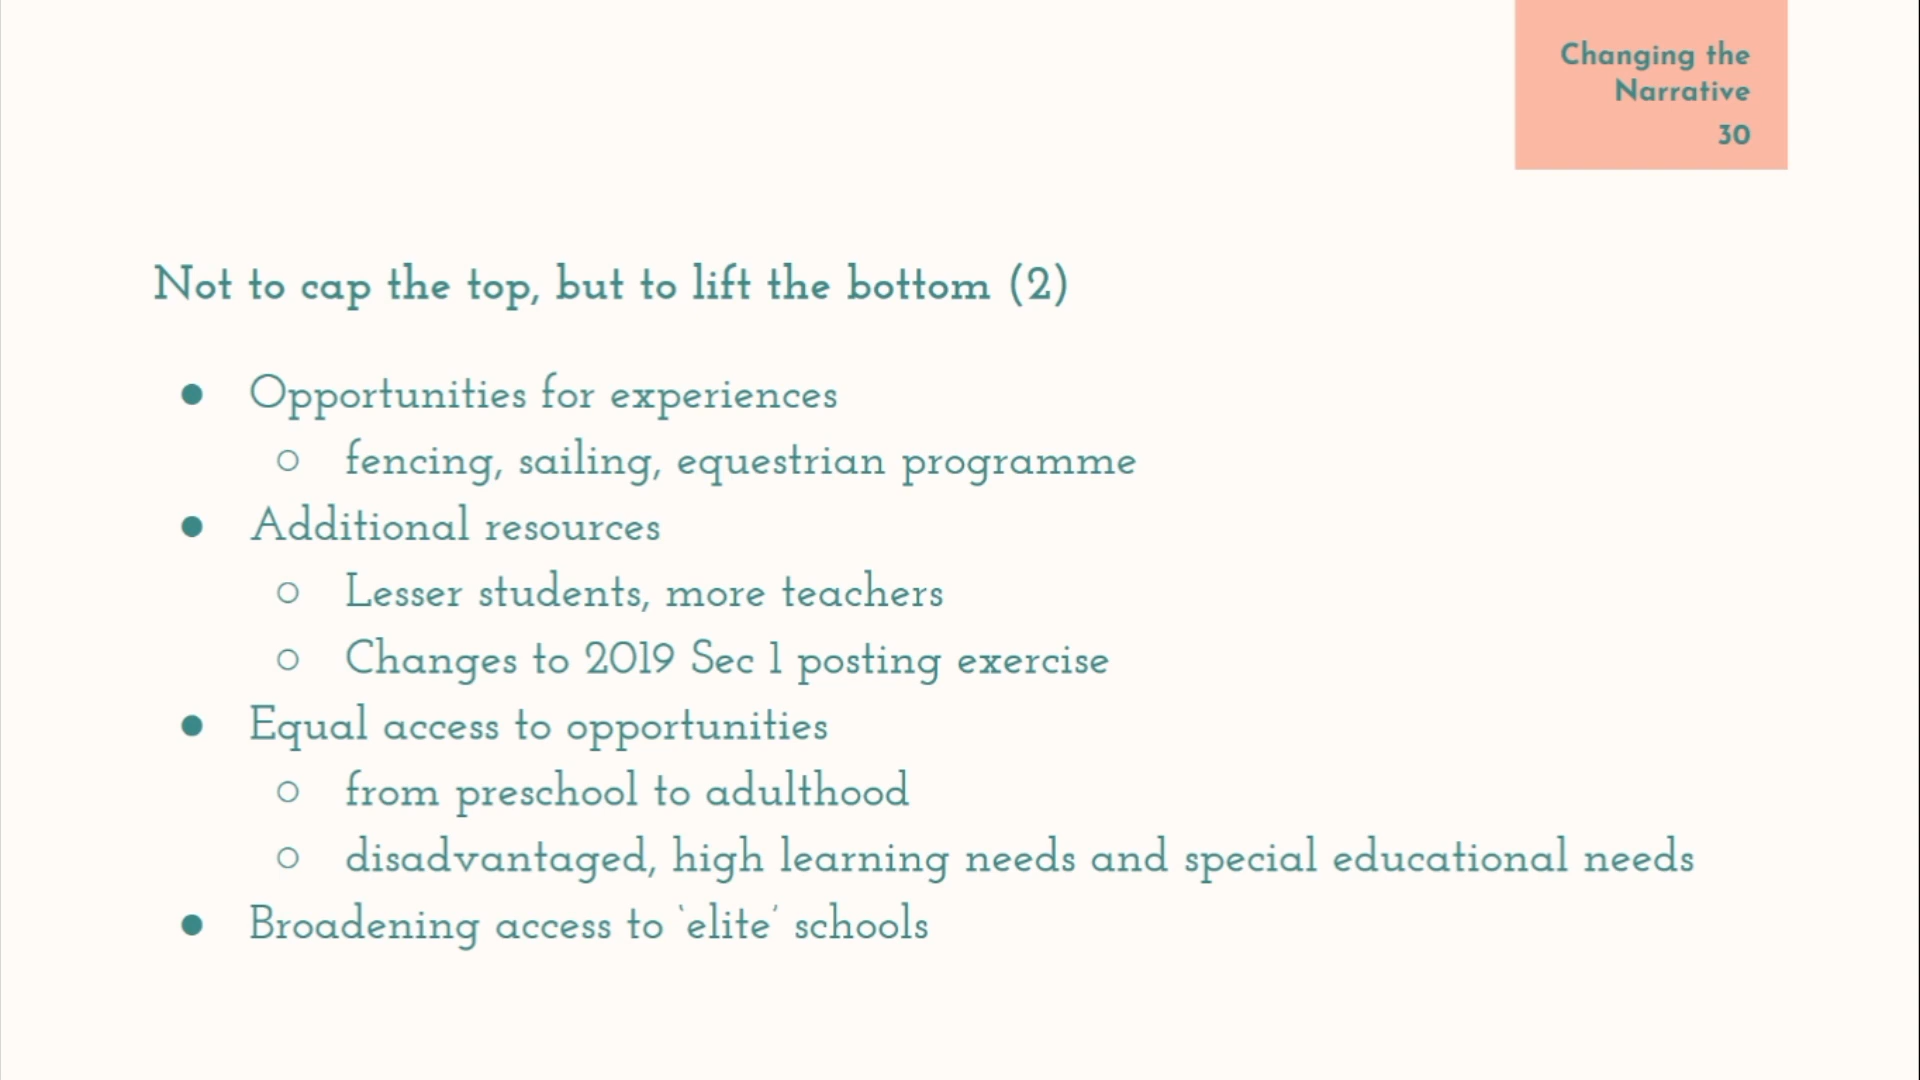 Changing the
Narrative
30
Not to cap the top, but to lift the bottom (2)
● Opportunities for experiences
○ fencing, sailing, equestrian programme
● Additional resources
○ Lesser students, more teachers
○ Changes to 2019 Sec 1 posting exercise
● Equal access to opportunities
○ from preschool to adulthood
○ disadvantaged, high learning needs and special educational needs
● Broadening access to ‘elite’ schools